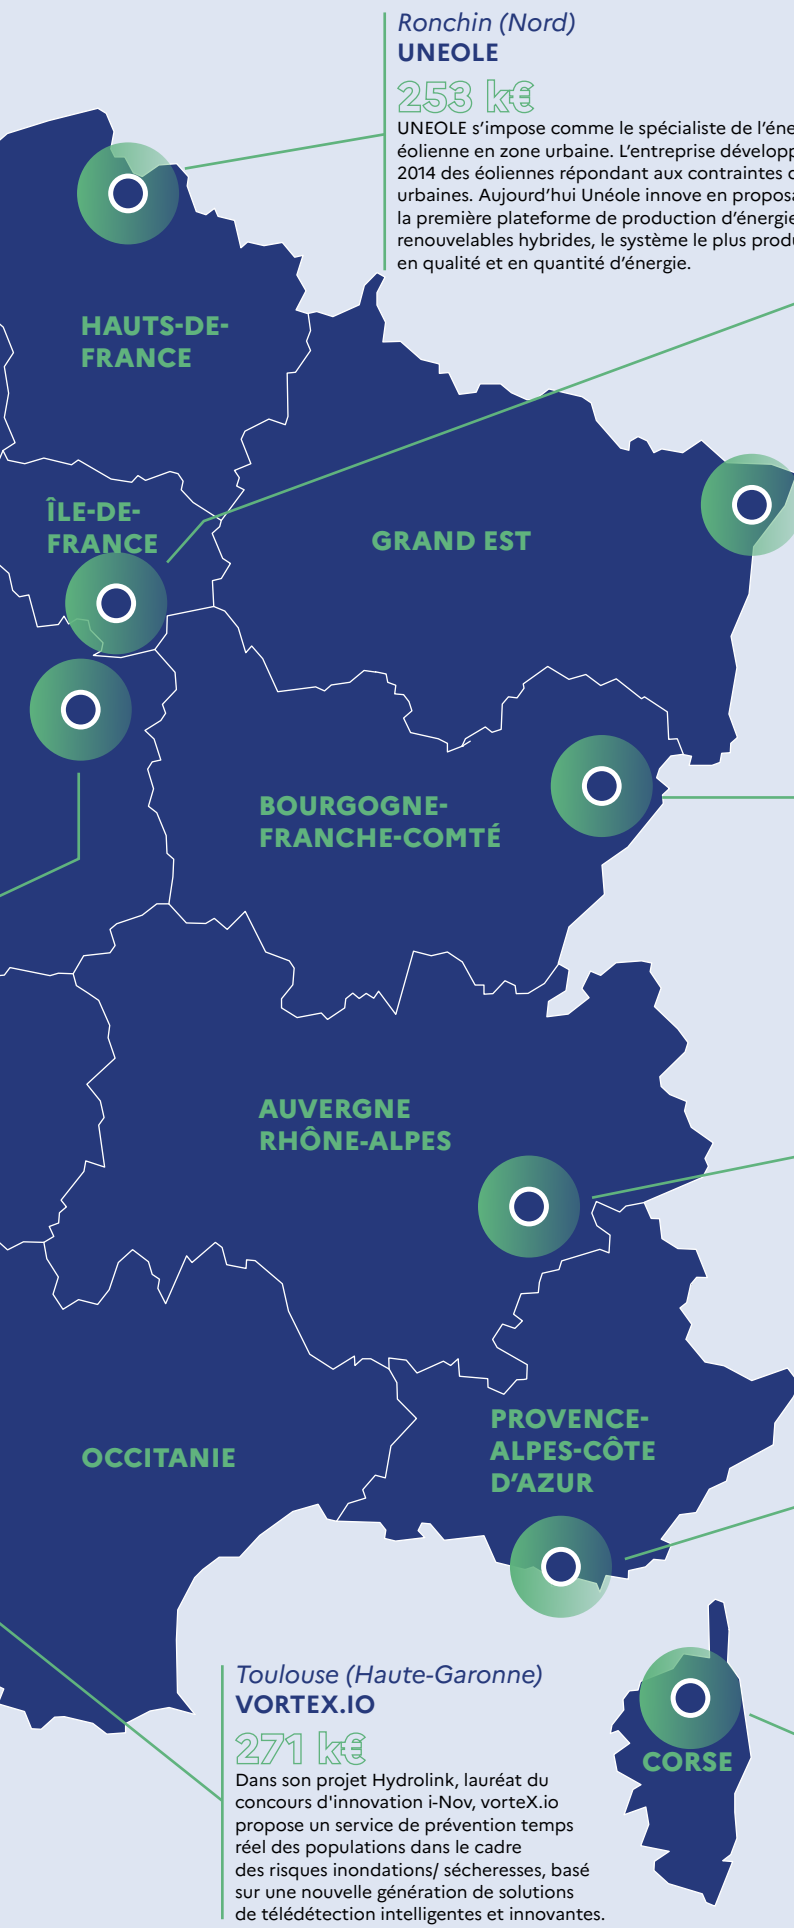 Ronchin (Nord)
UNEOLE
253 k€
UNEOLE s’impose comme le spécialiste de l’éne
éolienne en zone urbaine. L’entreprise développ
2014 des éoliennes répondant aux contraintes
urbaines. Aujourd’hui Unéole innove en propos
la première plateforme de production d’énergie
renouvelables hybrides, le système le plus prod
en qualité et en quantité d’énergie.
HAUTS-DE-
FRANCE
ÎLE-DE-
FRANCE
GRAND EST
BOURGOGNE-
FRANCHE-COMTÉ
AUVERGNE
RHÔNE-ALPES
OCCITANIE
PROVENCE-
ALPES-CÔTE
D’AZUR
CORSE
Toulouse (Haute-Garonne)
VORTEX.IO
271 k€
Dans son projet Hydrolink, lauréat du
concours d'innovation i-Nov, vorteX.io
propose un service de prévention temps
réel des populations dans le cadre
des risques inondations/ sécheresses, basé
sur une nouvelle génération de solutions
de télédétection intelligentes et innovantes.